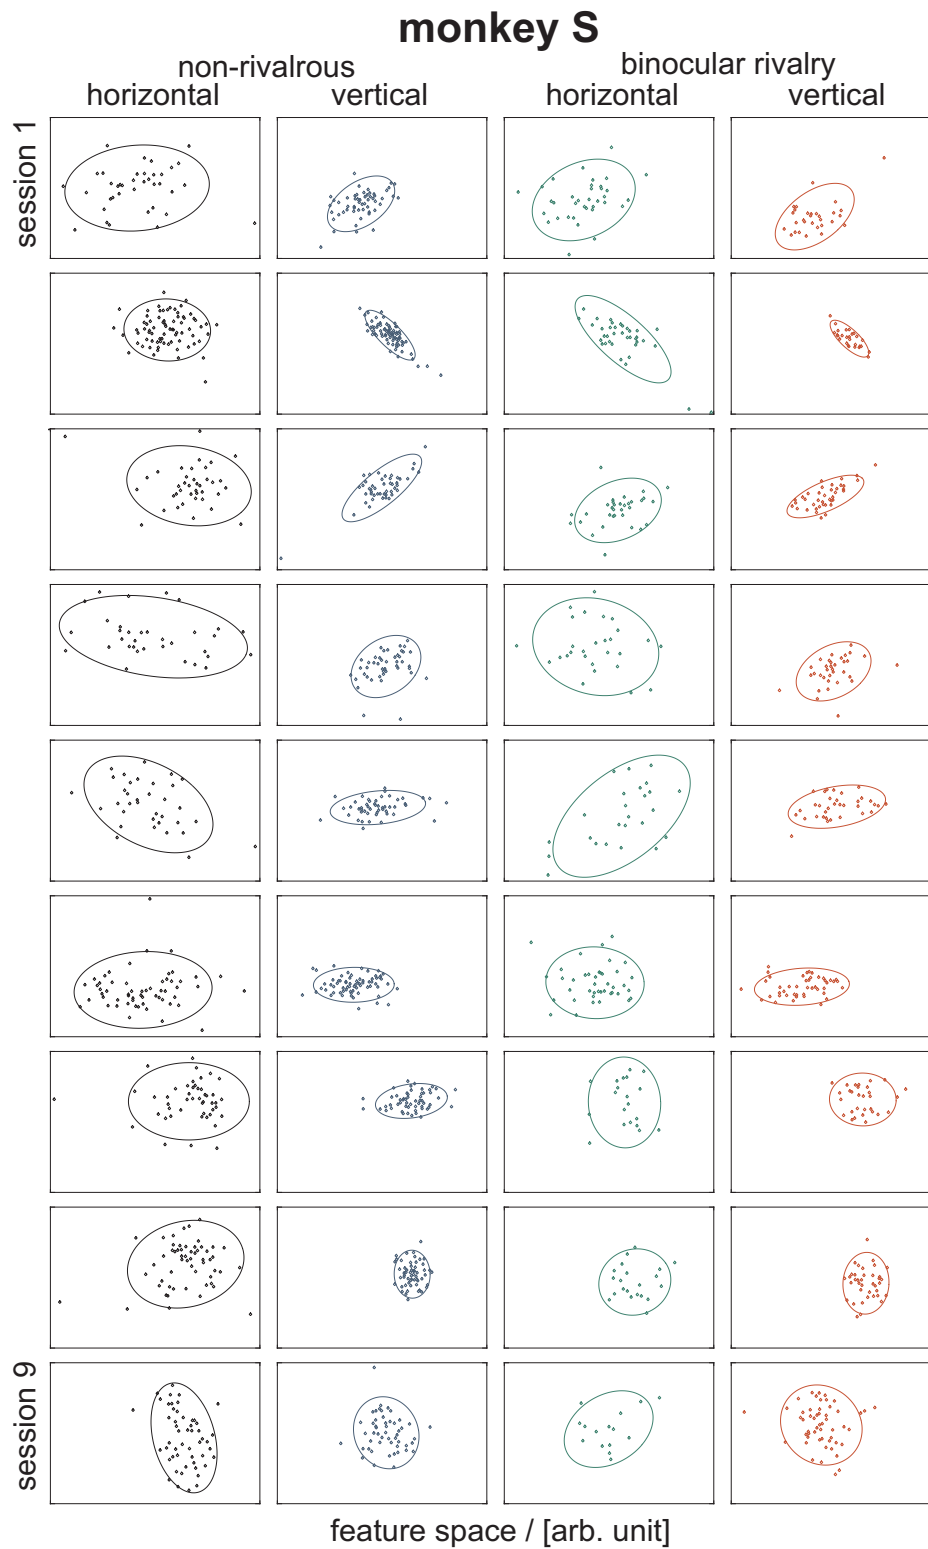 monkey S
non-rivalrous binocular rivalry
horizontal vertical horizontal vertical
session 1
session 9
feature space / [arb. unit]